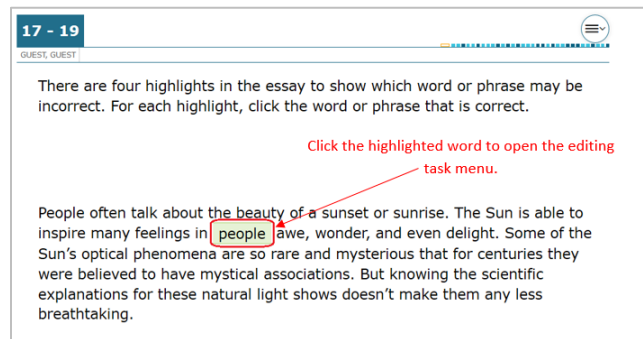 17 - 19
GUEST, GUEST
There are four highlights in the essay to show which word or phrase may be
incorrect. For each highlight, click the word or phrase that is correct.
Click the highlighted word to open the editing
task menu.
People often talk about the beauty of a sunset or sunrise. The Sun is able to
inspire many feelings in people awe, wonder, and even delight. Some of the
Sun's optical phenomena are so rare and mysterious that for centuries they
were believed to have mystical associations. But knowing the scientific
explanations for these natural light shows doesn't make them any less
breathtaking.